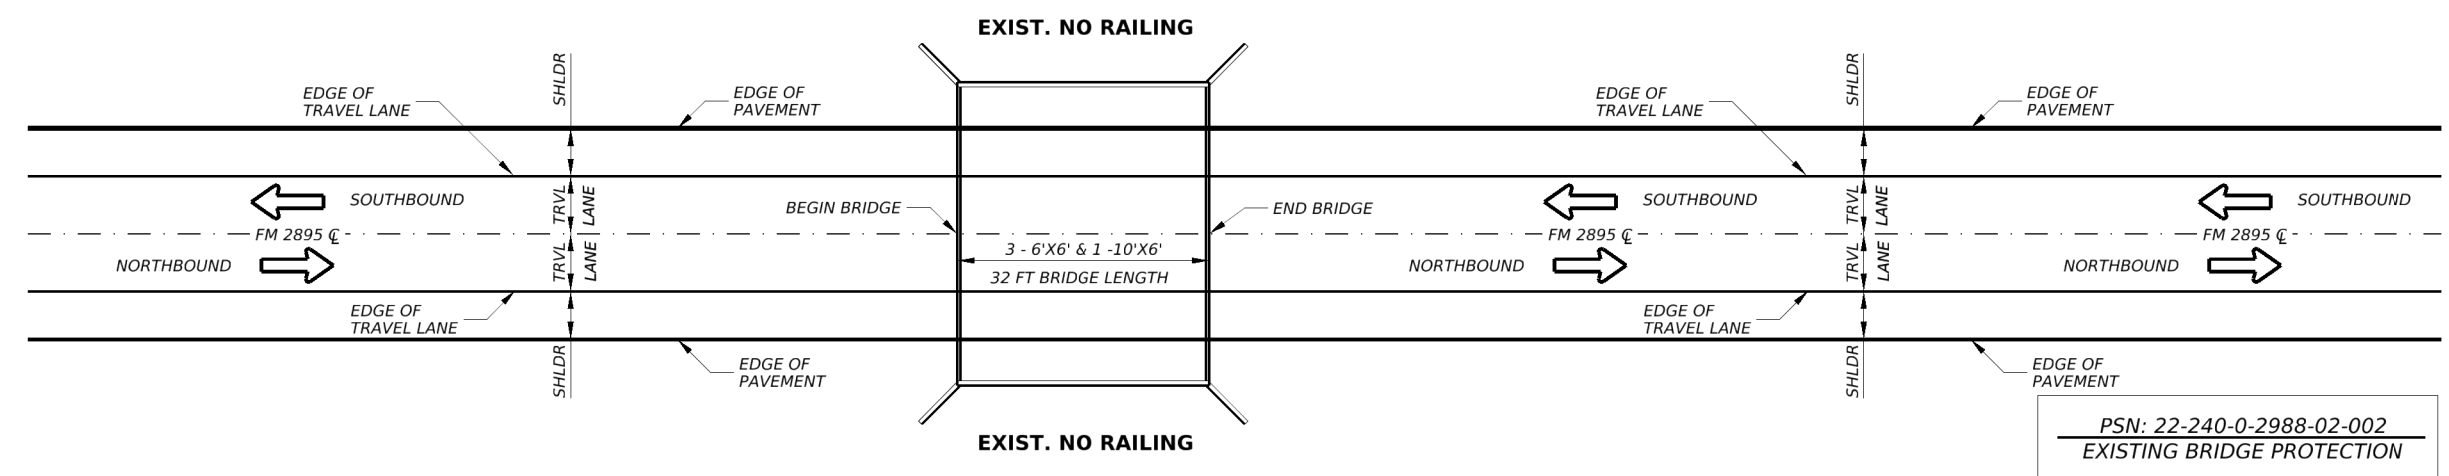 EXIST. NO RAILING
SHLDR
EDGE OF
TRAVEL LANE
EDGE OF
PAVEMENT
SHLDR
EDGE OF
TRAVEL LANE
EDGE OF
PAVEMENT
SOUTHBOUND
TRVL
LANE
BEGIN BRIDGE
END BRIDGE
SOUTHBOUND
TRVL
LANE
SOUTHBOUND
FM 2895 ℄
FM 2895 ℄
FM 2895 ℄
NORTHBOUND
TRVL
LANE
3 - 6'X6' & 1 -10'X6'
32 FT BRIDGE LENGTH
NORTHBOUND
TRVL
LANE
NORTHBOUND
EDGE OF
TRAVEL LANE
EDGE OF
TRAVEL LANE
SHLDR
EDGE OF
PAVEMENT
SHLDR
EDGE OF
PAVEMENT
EXIST. NO RAILING
PSN: 22-240-0-2988-02-002
EXISTING BRIDGE PROTECTION